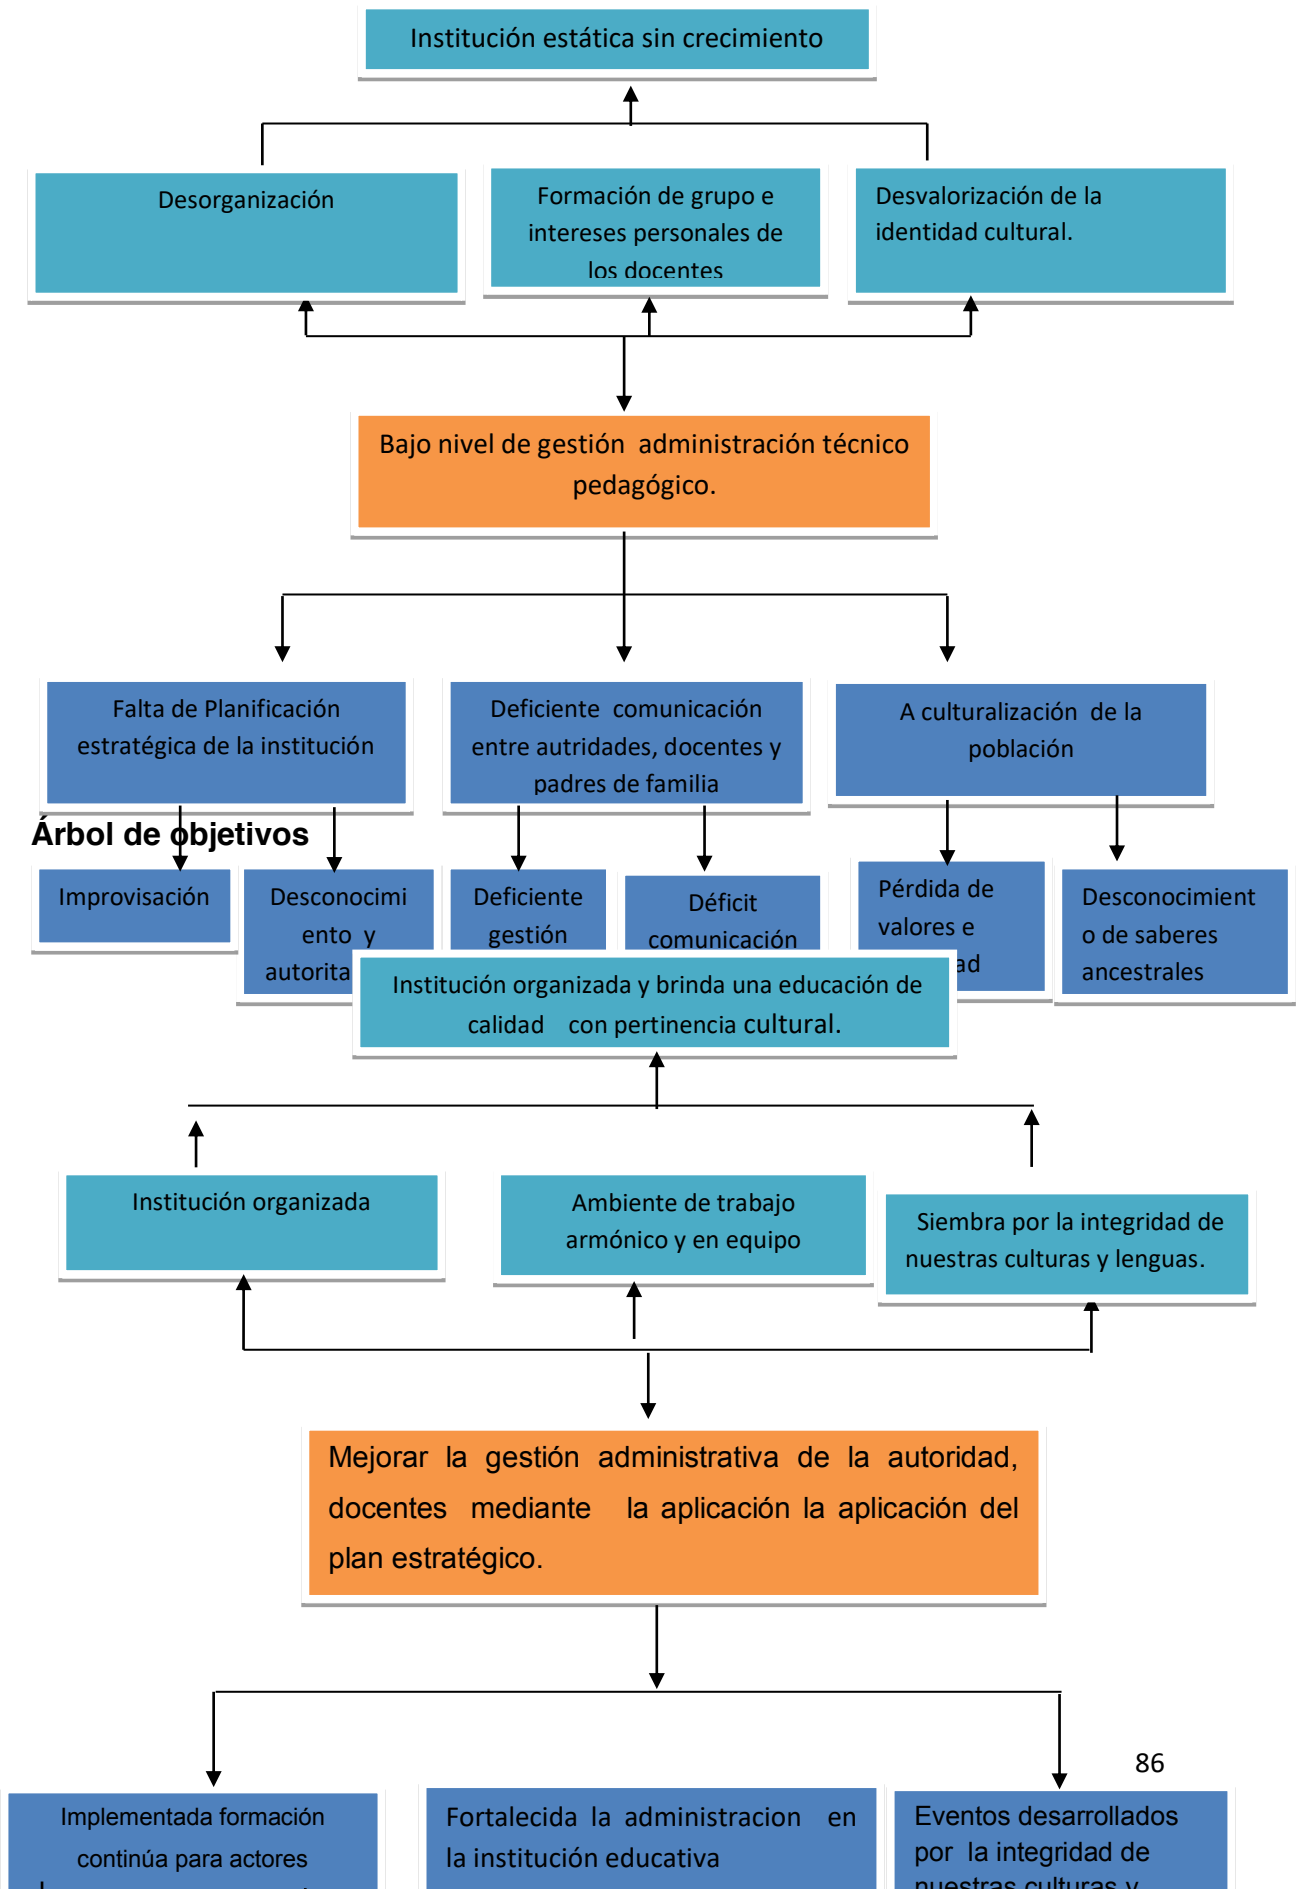 Institución estática sin crecimiento
Desorganización
Formación de grupo e
intereses personales de
los docentes
Desvalorización de la
identidad cultural.
Bajo nivel de gestión administración técnico
pedagógico.
Falta de Planificación
estratégica de la institución
Deficiente comunicación
entre autridades, docentes y
padres de familia
A culturalización de la
población
Árbol de objetivos
Improvisación
Desconocimi
ento y
autorita
Deficiente
gestión
Déficit
comunicación
Pérdida de
valores e
ad
Desconocimient
o de saberes
ancestrales
Institución organizada y brinda una educación de
calidad con pertinencia cultural.
Institución organizada
Ambiente de trabajo
armónico y en equipo
Siembra por la integridad de
nuestras culturas y lenguas.
Mejorar la gestión administrativa de la autoridad,
docentes mediante la aplicación la aplicación del
plan estratégico.
86
Implementada formación
continúa para actores
Fortalecida la administracion en
la institución educativa
Eventos desarrollados
por la integridad de
nuestras culturas y